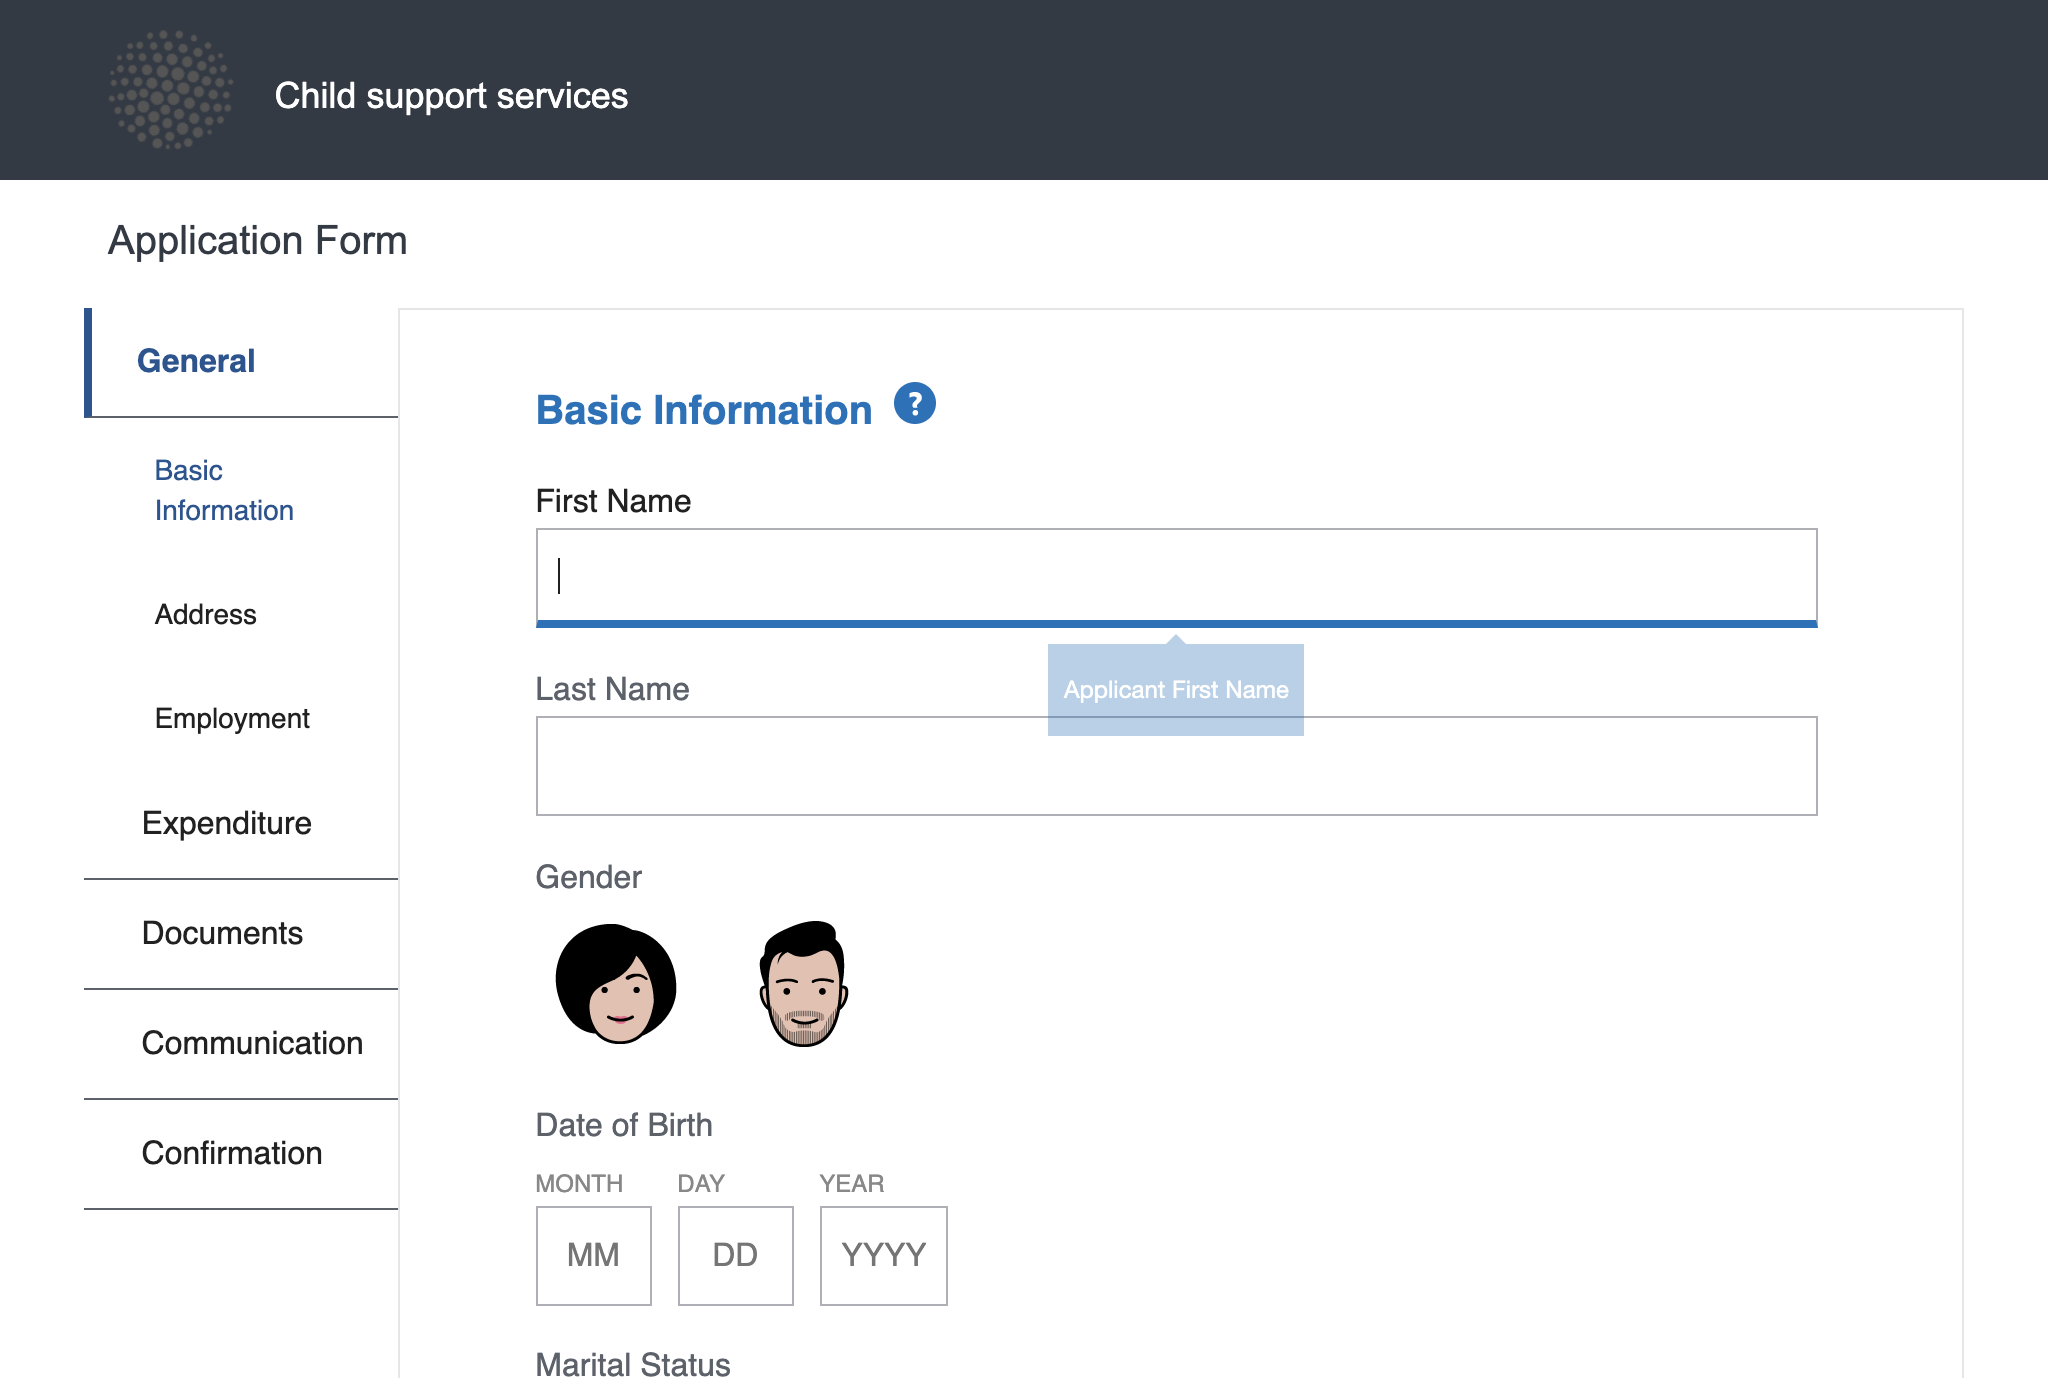 Child support services
Application Form
General
Basic
Information
Address
Employment
Expenditure
Documents
Communication
Confirmation
Basic Information ?
First Name
Applicant First Name
Last Name
Gender
Date of Birth
MONTH DAY YEAR
MM DD YYYY
Marital Status